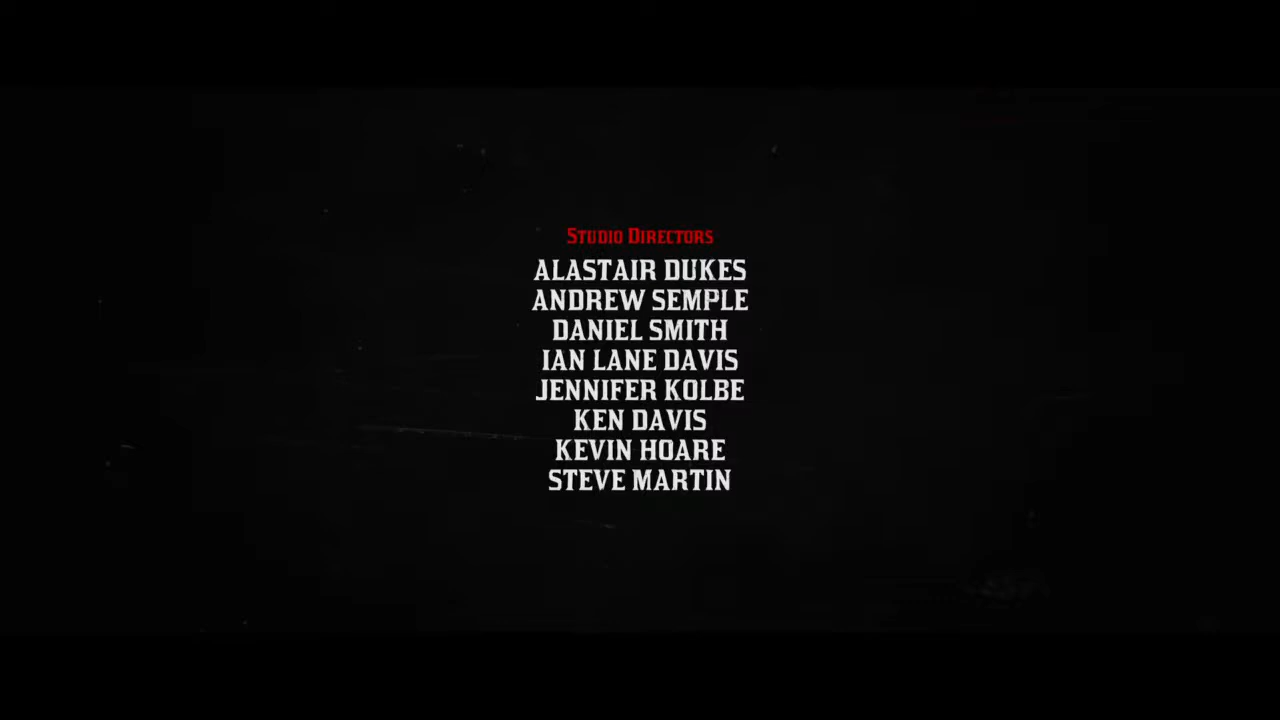 Studio Directors
ALASTAIR DUKES
ANDREW SEMPLE
DANIEL SMITH
IAN LANE DAVIS
JENNIFER KOLBE
KEN DAVIS
KEVIN HOARE
STEVE MARTIN